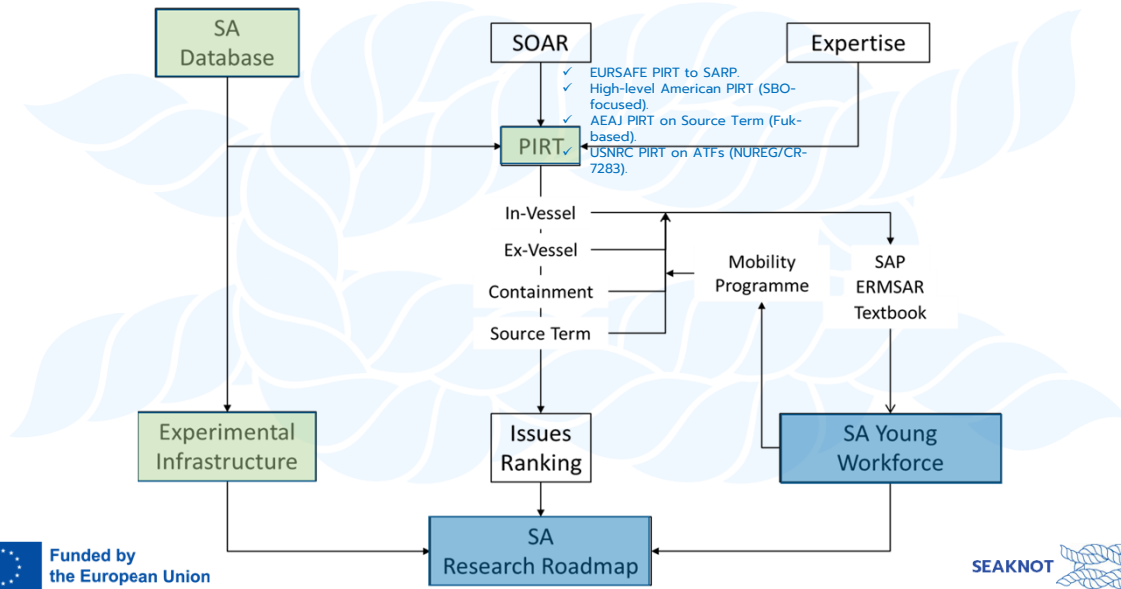 SA
Database
SOAR
Expertise
✓ EURSAFE PIRT to SARP.
✓ High-level American PIRT (SBO-
focused).
✓ AEAJ PIRT on Source Term (Fuk-
based).
✓ USNRC PIRT on ATFs (NUREG/CR-
7283).
PIRT
In-Vessel
Ex-Vessel
Containment
Source Term
Mobility
Programme
SAP
ERMSAR
Textbook
Experimental
Infrastructure
Issues
Ranking
SA Young
Workforce
SA
Research Roadmap
Funded by
the European Union
SEAKNOT